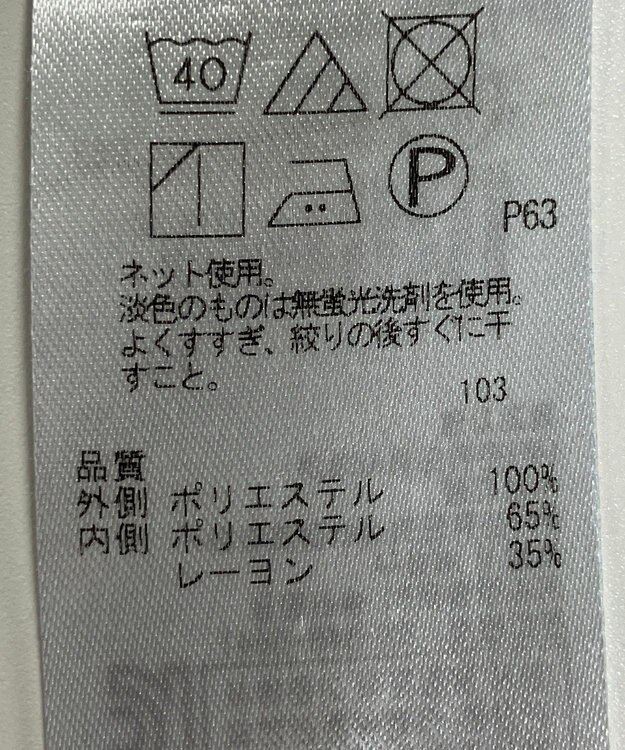 40
P
P63
ネット使用。
淡色のものは無蛍光洗剤を使用。
よくすすぎ、絞りの後すぐに干
すこと。
103
品質
外側 ポリエステル 100%
内側 ポリエステル 65%
レーヨン 35%